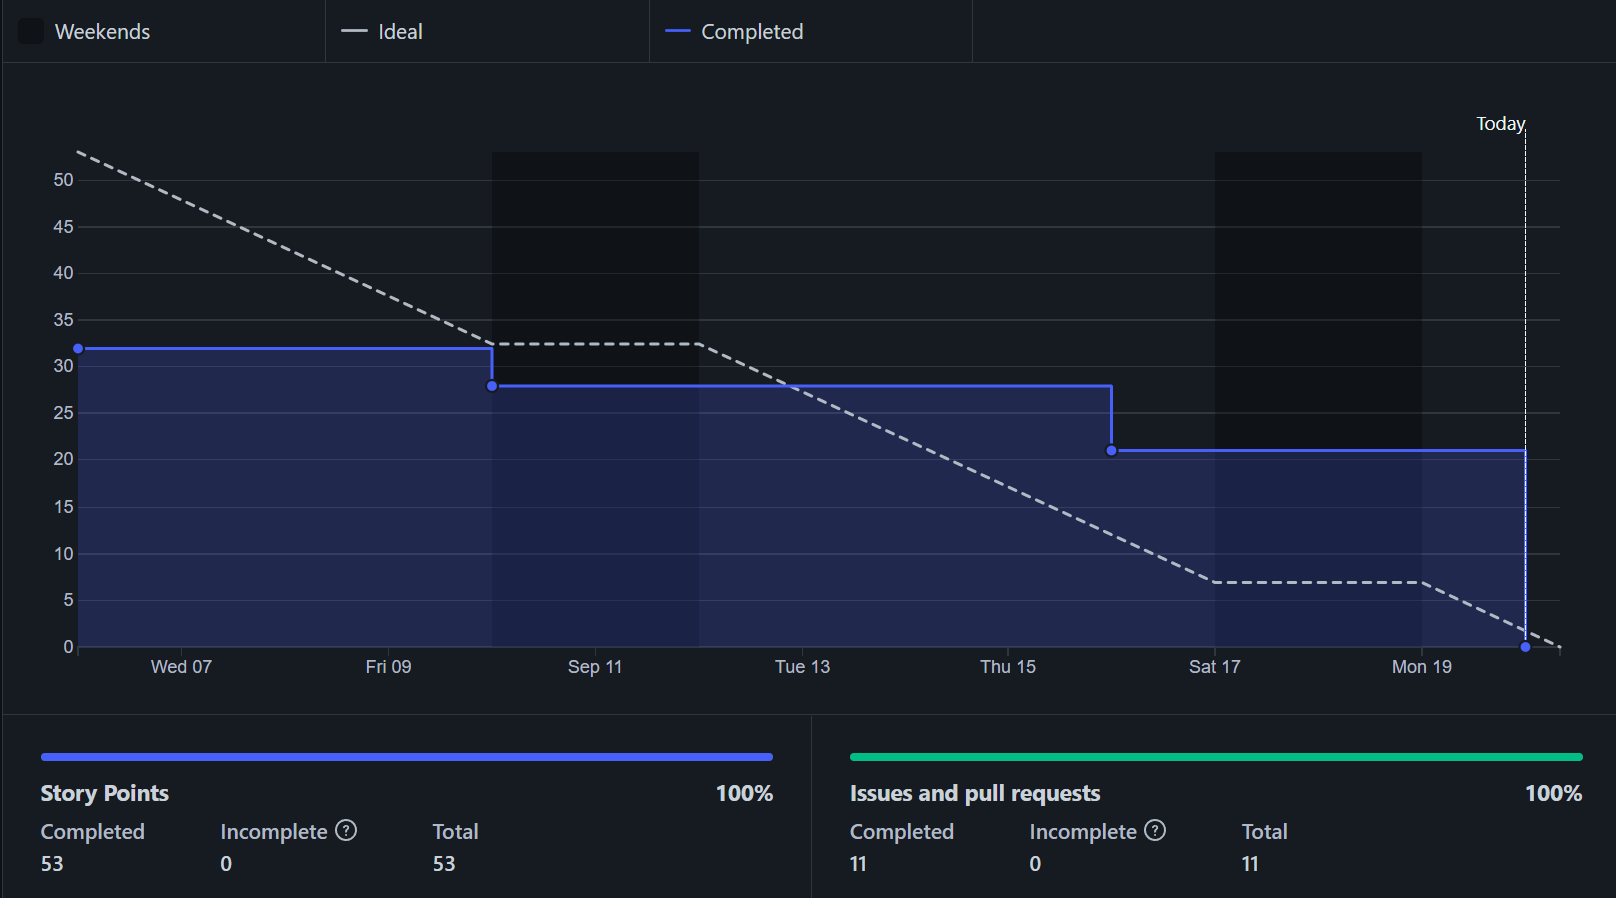 Weekends
Ideal
Completed
Today
50
45
40
35
30
25
20
15
10
5
0
Wed 07
Fri 09
Sep 11
Tue 13
Thu 15
Sat 17
Mon 19
Story Points 100%
Completed Incomplete ? Total
53 0 53
Issues and pull requests 100%
Completed Incomplete ? Total
11 0 11